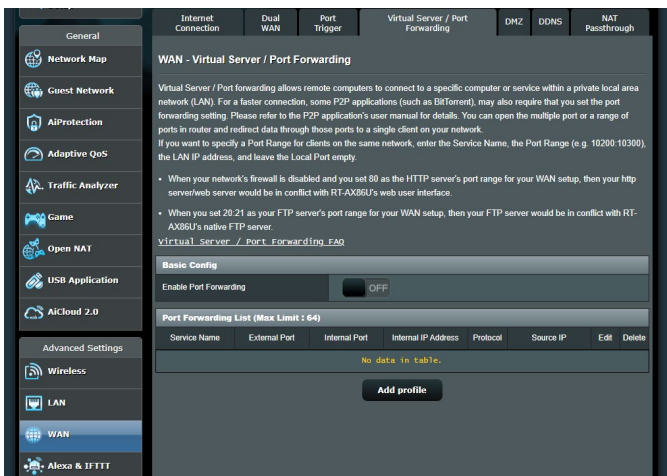 Internet Connection
Dual WAN
Port Trigger
Virtual Server / Port Forwarding
DMZ
DDNS
NAT Passthrough
General
Network Map
Guest Network
AiProtection
Adaptive QoS
Traffic Analyzer
Game
Open NAT
USB Application
AiCloud 2.0
Advanced Settings
Wireless
LAN
WAN
Alexa & IFTTT
WAN - Virtual Server / Port Forwarding
Virtual Server / Port forwarding allows remote computers to connect to a specific computer or service within a private local area
network (LAN). For a faster connection, some P2P applications (such as BitTorrent), may also require that you set the port
forwarding setting. Please refer to the P2P application's user manual for details. You can open the multiple port or a range of
ports in router and redirect data through those ports to a single client on your network.
If you want to specify a Port Range for clients on the same network, enter the Service Name, the Port Range (e.g. 10200:10300),
the LAN IP address, and leave the Local Port empty.
• When your network's firewall is disabled and you set 80 as the HTTP server's port range for your WAN setup, then your http
server/web server would be in conflict with RT-AX86U's web user interface.
• When you set 20:21 as your FTP server's port range for your WAN setup, then your FTP server would be in conflict with RT-
AX86U's native FTP server.
Virtual Server / Port Forwarding FAQ
Basic Config
Enable Port Forwarding OFF
Port Forwarding List (Max Limit : 64)
Service Name External Port Internal Port Internal IP Address Protocol Source IP Edit Delete
No data in table.
Add profile